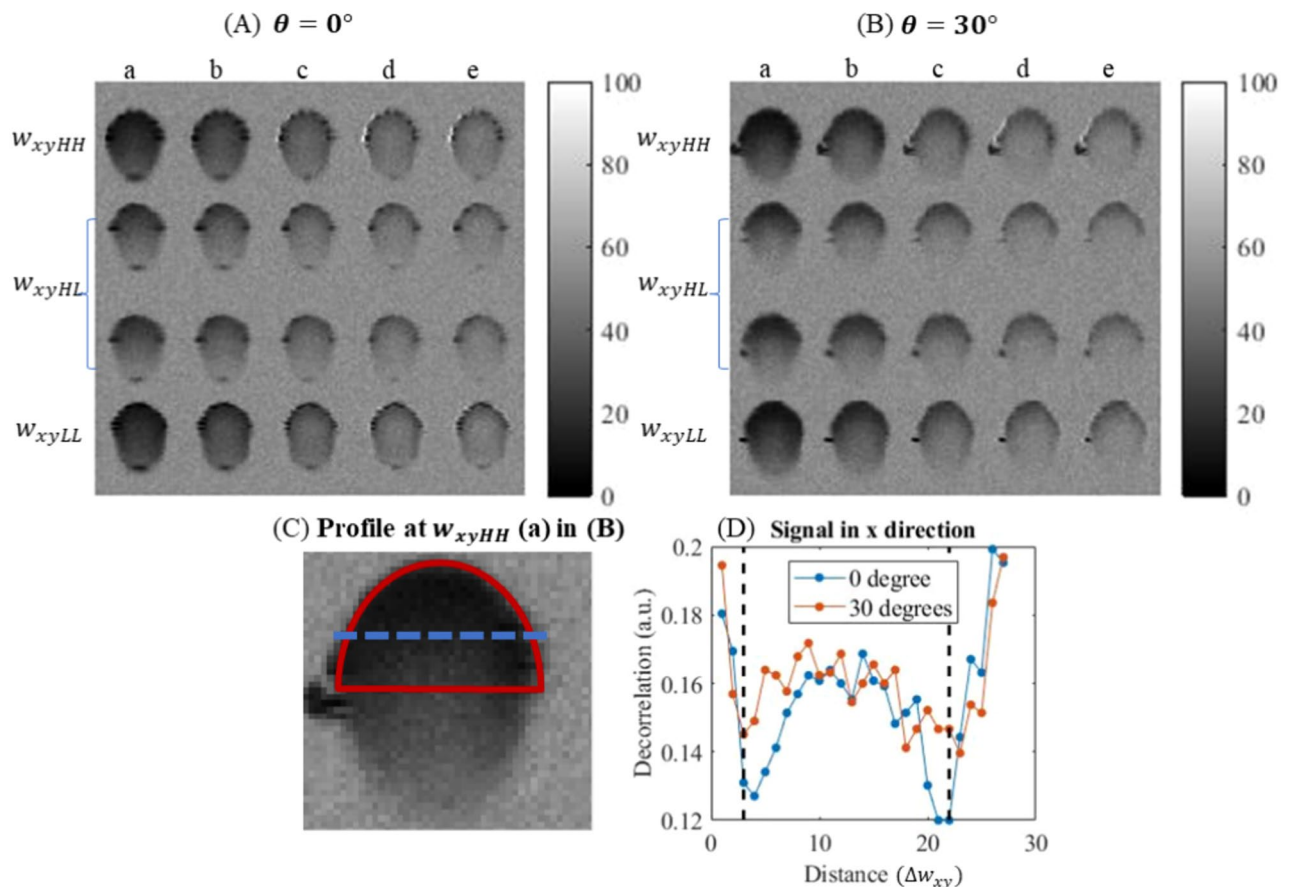 (A) θ = 0°
(B) θ = 30°
a b c d e
a b c d e
w_xyHH
w_xyHL
w_xyLL
100
80
60
40
20
0
w_xyHH
w_xyHL
w_xyLL
100
80
60
40
20
0
(C) Profile at w_xyHH (a) in (B)
(D) Signal in x direction
0 degree
30 degrees
Decorrelation (a.u.)
0.2
0.18
0.16
0.14
0.12
0 10 20 30
Distance (Δw_xy)